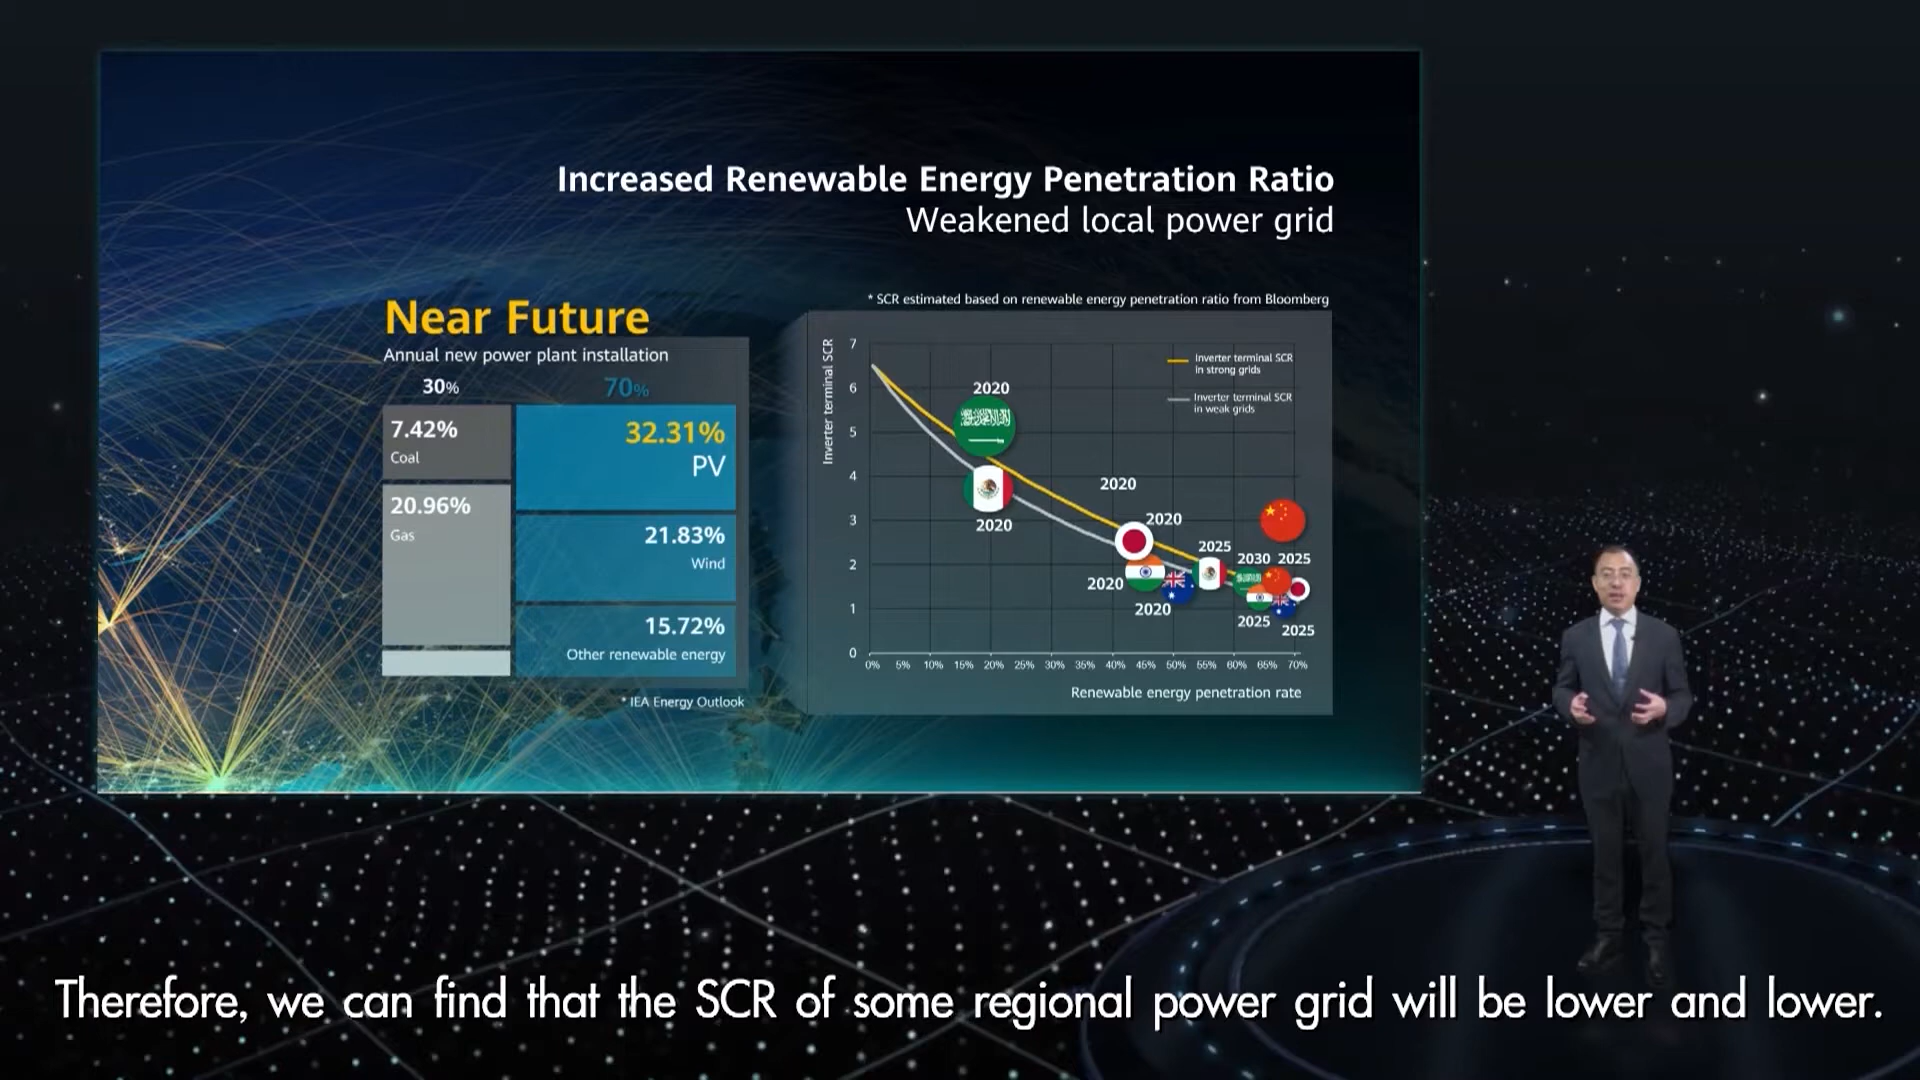 Increased Renewable Energy Penetration Ratio
Weakened local power grid
Near Future
Annual new power plant installation
30%
70%
7.42%
Coal
20.96%
Gas
32.31%
PV
21.83%
Wind
15.72%
Other renewable energy
* IEA Energy Outlook
* SCR estimated based on renewable energy penetration ratio from Bloomberg
Inverter terminal SCR
7
6
5
4
3
2
1
0
Inverter terminal SCR
in strong grids
Inverter terminal SCR
in weak grids
2020
2020
2020
2020
2025
2030
2025
2020
2020
2025
2025
0% 5% 10% 15% 20% 25% 30% 35% 40% 45% 50% 55% 60% 65% 70%
Renewable energy penetration rate
Therefore, we can find that the SCR of some regional power grid will be lower and lower.